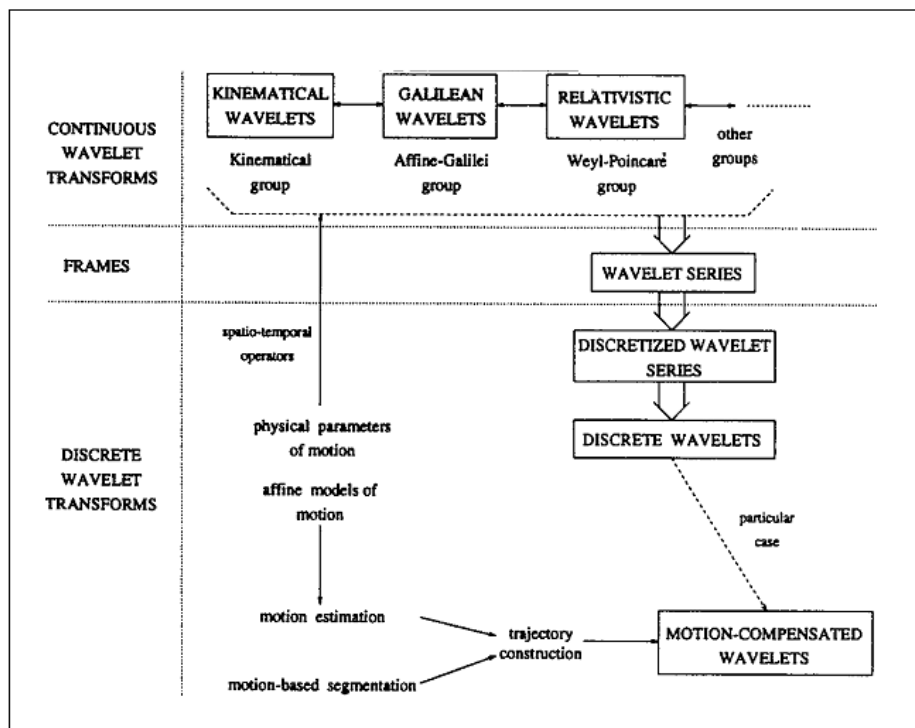 KINEMATICAL
WAVELETS
GALILEAN
WAVELETS
RELATIVISTIC
WAVELETS
CONTINUOUS
WAVELET
TRANSFORMS
Kinematical
group
Affine-Galilei
group
Weyl-Poincaré
group
other
groups
FRAMES
WAVELET SERIES
spatio-temporal
operators
DISCRETIZED WAVELET
SERIES
physical parameters
of motion
DISCRETE WAVELETS
DISCRETE
WAVELET
TRANSFORMS
affine models of
motion
particular
case
motion estimation
trajectory
construction
MOTION-COMPENSATED
WAVELETS
motion-based segmentation